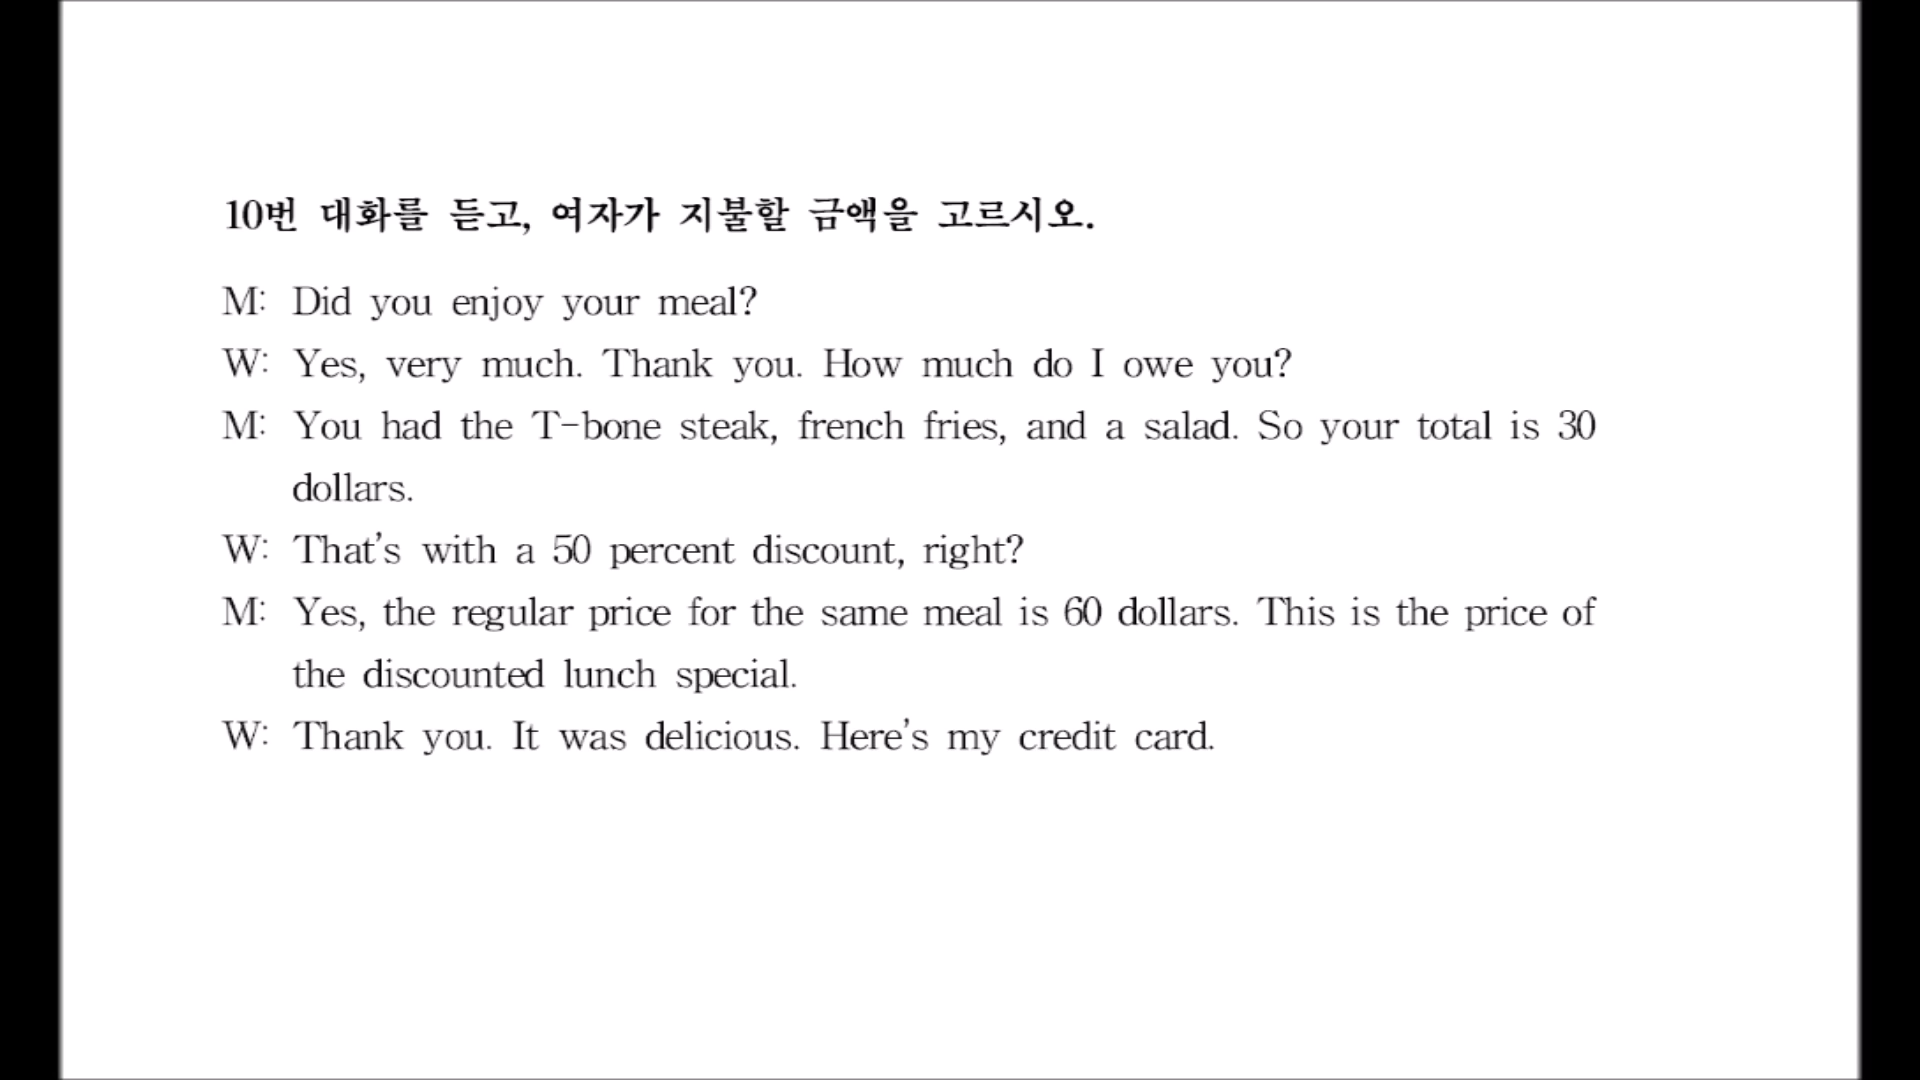 10번 대화를 듣고, 여자가 지불할 금액을 고르시오.
M: Did you enjoy your meal?
W: Yes, very much. Thank you. How much do I owe you?
M: You had the T-bone steak, french fries, and a salad. So your total is 30
dollars.
W: That's with a 50 percent discount, right?
M: Yes, the regular price for the same meal is 60 dollars. This is the price of
the discounted lunch special.
W: Thank you. It was delicious. Here's my credit card.